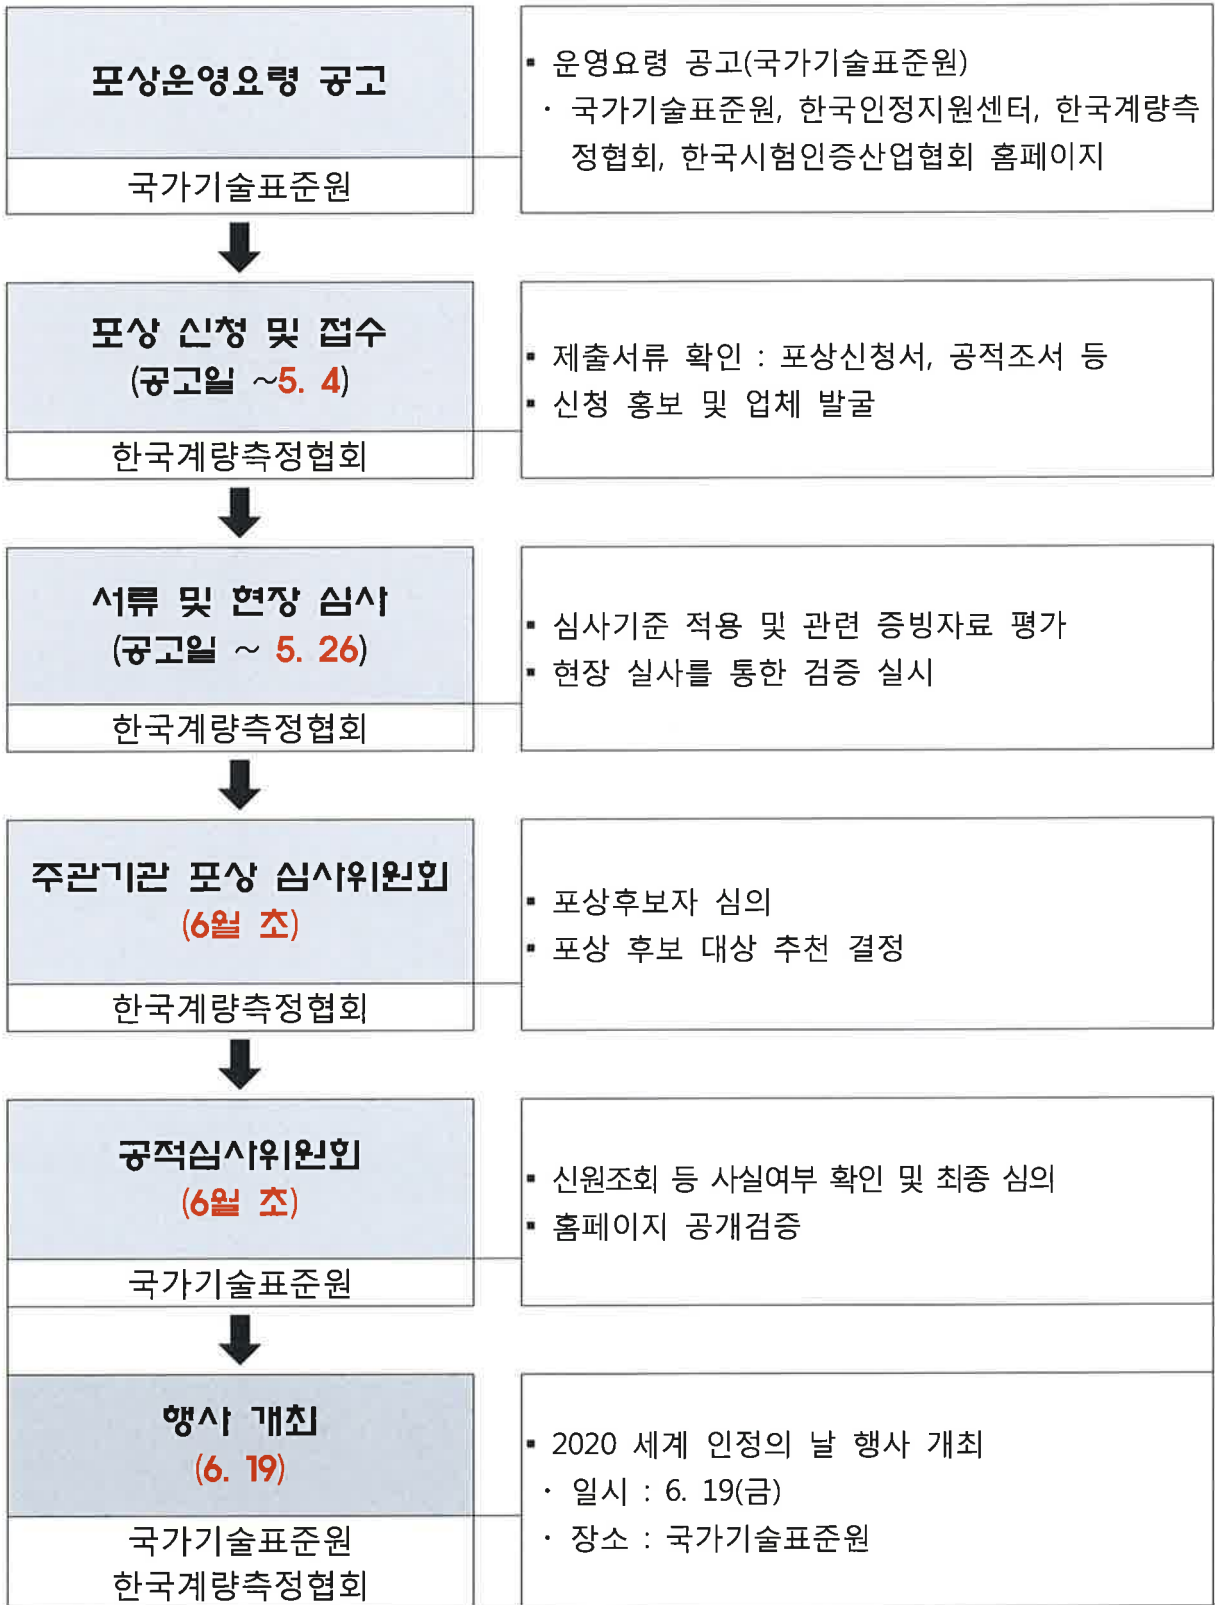 포상운영요령 공고
국가기술표준원
▪ 운영요령 공고(국가기술표준원)
· 국가기술표준원, 한국인정지원센터, 한국계량측
정협회, 한국시험인증산업협회 홈페이지
포상 신청 및 접수
(공고일 ~5. 4)
한국계량측정협회
▪ 제출서류 확인 : 포상신청서, 공적조서 등
▪ 신청 홍보 및 업체 발굴
서류 및 현장 심사
(공고일 ~ 5. 26)
한국계량측정협회
▪ 심사기준 적용 및 관련 증빙자료 평가
▪ 현장 실사를 통한 검증 실시
주관기관 포상 심사위원회
(6월 초)
한국계량측정협회
▪ 포상후보자 심의
▪ 포상 후보 대상 추천 결정
공적심사위원회
(6월 초)
국가기술표준원
▪ 신원조회 등 사실여부 확인 및 최종 심의
▪ 홈페이지 공개검증
행사 개최
(6. 19)
국가기술표준원
한국계량측정협회
▪ 2020 세계 인정의 날 행사 개최
· 일시 : 6. 19(금)
· 장소 : 국가기술표준원